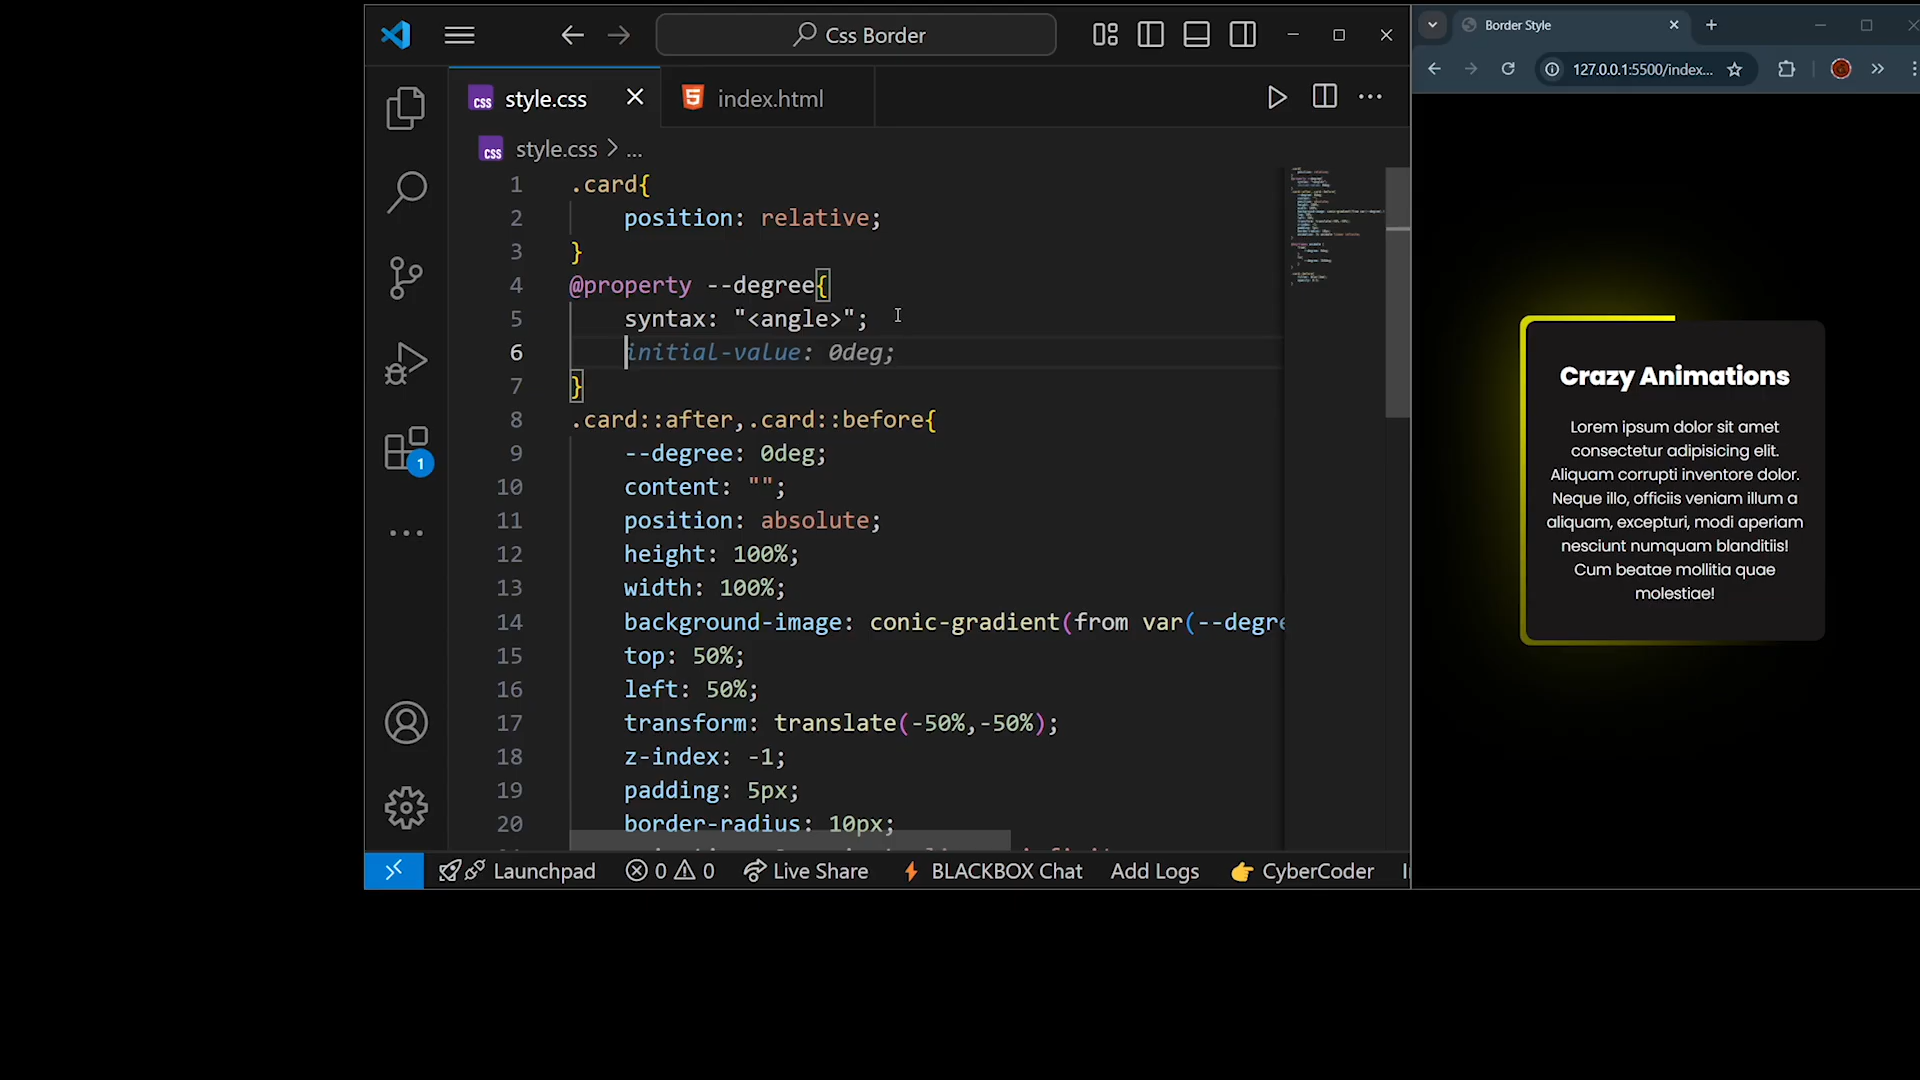 Css Border
style.css
index.html
style.css > ...
1 .card{
2 position: relative;
3 }
4 @property --degree{
5 syntax: "<angle>";
6 initial-value: 0deg;
7 }
8 .card::after,.card::before{
9 --degree: 0deg;
10 content: "";
11 position: absolute;
12 height: 100%;
13 width: 100%;
14 background-image: conic-gradient(from var(--degre
15 top: 50%;
16 left: 50%;
17 transform: translate(-50%,-50%);
18 z-index: -1;
19 padding: 5px;
20 border-radius: 10px;
1
Launchpad 0 0 Live Share BLACKBOX Chat Add Logs CyberCoder
Border Style
127.0.0.1:5500/index...
Crazy Animations
Lorem ipsum dolor sit amet
consectetur adipisicing elit.
Aliquam corrupti inventore dolor.
Neque illo, officiis veniam illum a
aliquam, excepturi, modi aperiam
nesciunt numquam blanditiis!
Cum beatae mollitia quae
molestiae!